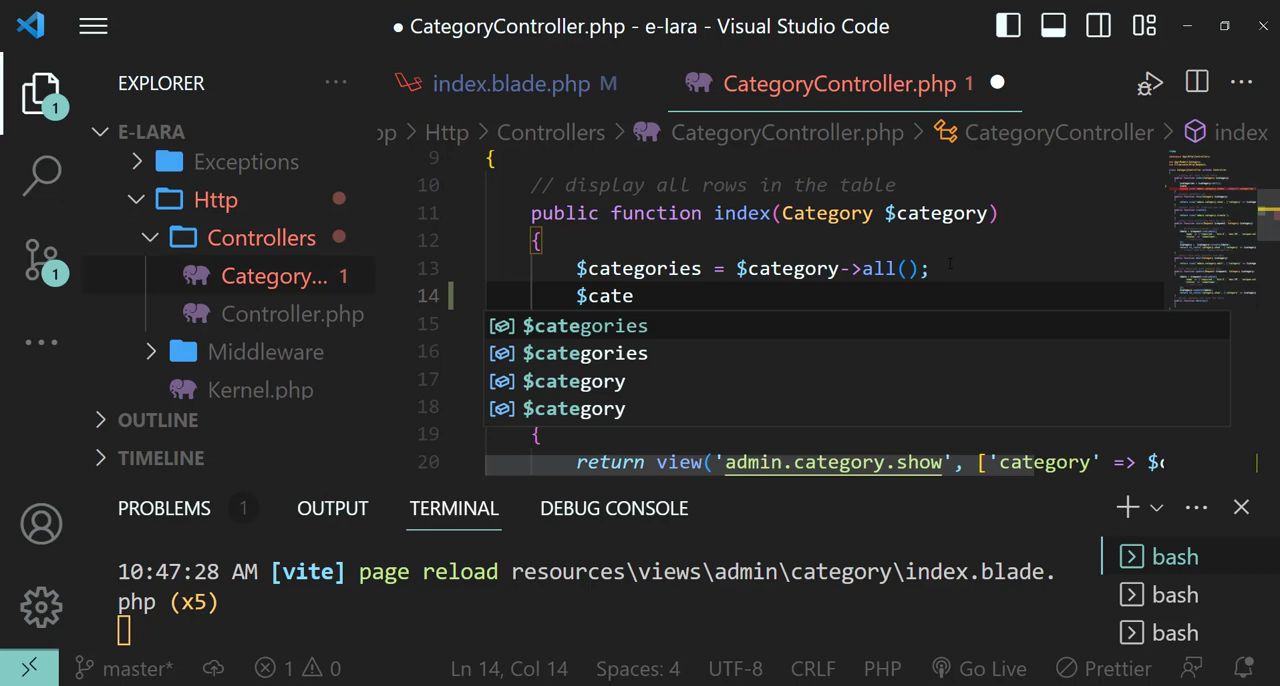 ● CategoryController.php - e-lara - Visual Studio Code
EXPLORER
index.blade.php M
CategoryController.php 1
E-LARA
Http > Controllers > CategoryController.php > CategoryController > index
Exceptions
Http
Controllers
Category... 1
Controller.php
Middleware
Kernel.php
OUTLINE
TIMELINE
1
1
9 {
10 // display all rows in the table
11 public function index(Category $category)
12 {
13 $categories = $category->all();
14 $cate
15
16
17
18
$categories
$categories
$category
$category
19 {
20 return view('admin.category.show', ['category' =>
PROBLEMS 1
OUTPUT
TERMINAL
DEBUG CONSOLE
10:47:28 AM [vite] page reload resources\views\admin\category\index.blade.
php (x5)
bash
bash
bash
master*
1
0
Ln 14, Col 14
Spaces: 4
UTF-8
CRLF
PHP
Go Live
Prettier